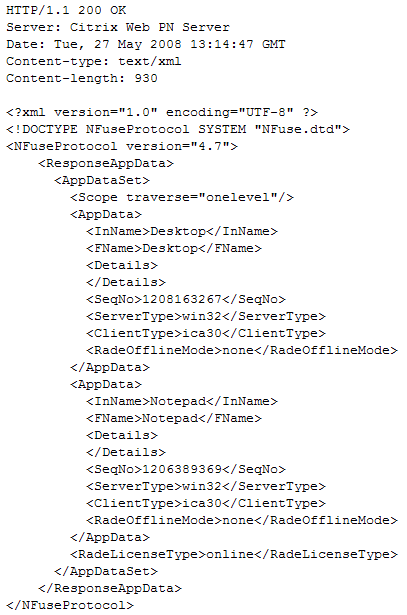 HTTP/1.1 200 OK
Server: Citrix Web PN Server
Date: Tue, 27 May 2008 13:14:47 GMT
Content-type: text/xml
Content-length: 930

<?xml version="1.0" encoding="UTF-8" ?>
<!DOCTYPE NFuseProtocol SYSTEM "NFuse.dtd">
<NFuseProtocol version="4.7">
    <ResponseAppData>
      <AppDataSet>
        <Scope traverse="onelevel"/>
        <AppData>
          <InName>Desktop</InName>
          <FName>Desktop</FName>
          <Details>
          </Details>
          <SeqNo>1208163267</SeqNo>
          <ServerType>win32</ServerType>
          <ClientType>ica30</ClientType>
          <RadeOfflineMode>none</RadeOfflineMode>
        </AppData>
        <AppData>
          <InName>Notepad</InName>
          <FName>Notepad</FName>
          <Details>
          </Details>
          <SeqNo>1206389369</SeqNo>
          <ServerType>win32</ServerType>
          <ClientType>ica30</ClientType>
          <RadeOfflineMode>none</RadeOfflineMode>
        </AppData>
        <RadeLicenseType>online</RadeLicenseType>
      </AppDataSet>
    </ResponseAppData>
</NFuseProtocol>